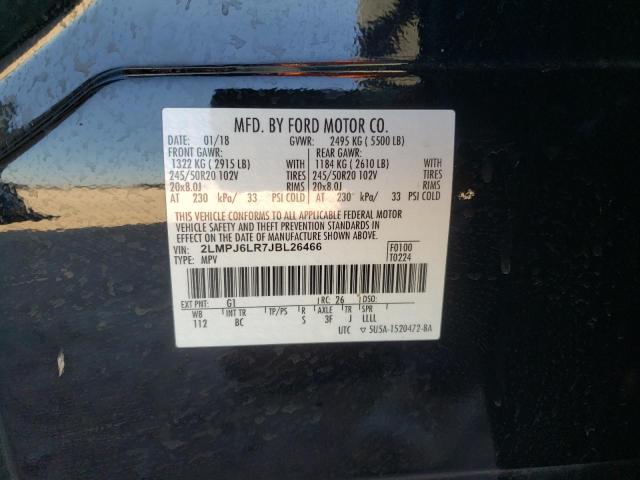 MFD. BY FORD MOTOR CO.
DATE: 01/18 GVWR: 2495 KG ( 5500 LB)
FRONT GAWR: REAR GAWR:
1322 KG ( 2915 LB) WITH 1184 KG ( 2610 LB) WITH
245/50R20 102V TIRES 245/50R20 102V TIRES
20x8.0J RIMS 20x8.0J RIMS
AT 230 kPa/ 33 PSI COLD AT 230 kPa/ 33 PSI COLD
THIS VEHICLE CONFORMS TO ALL APPLICABLE FEDERAL MOTOR
VEHICLE SAFETY AND THEFT PREVENTION STANDARDS IN
EFFECT ON THE DATE OF MANUFACTURE SHOWN ABOVE.
VIN: 2LMPJ6LR7JBL26466 F0100
TYPE: MPV T0224
EXT PNT: G1 RC: 26 DSO:
WB INT TR TP/PS R AXLE TR SPR
112 BC S 3F J LLLL
UTC ▽ 5U5A-1520472-BA